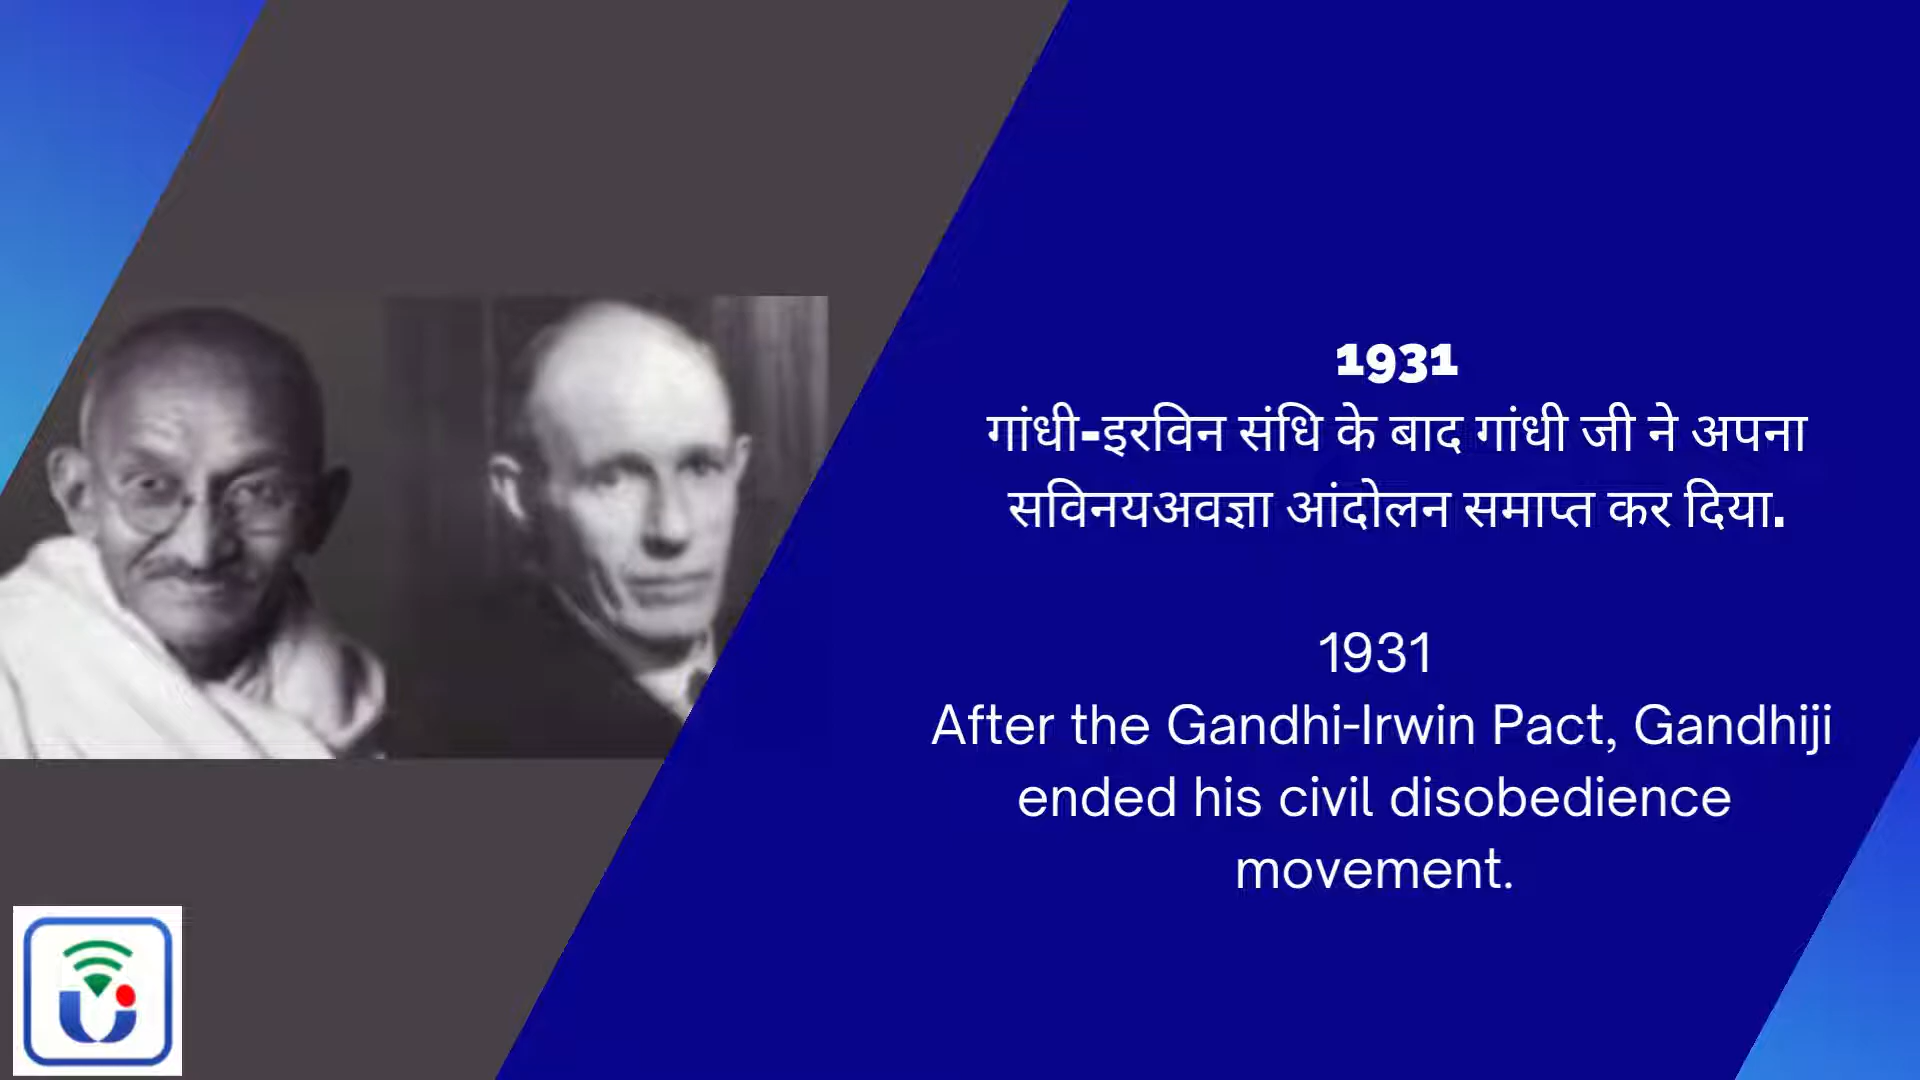 1931
गांधी-इरविन संधि के बाद गांधी जी ने अपना
सविनयअवज्ञा आंदोलन समाप्त कर दिया.
1931
After the Gandhi-Irwin Pact, Gandhiji
ended his civil disobedience
movement.